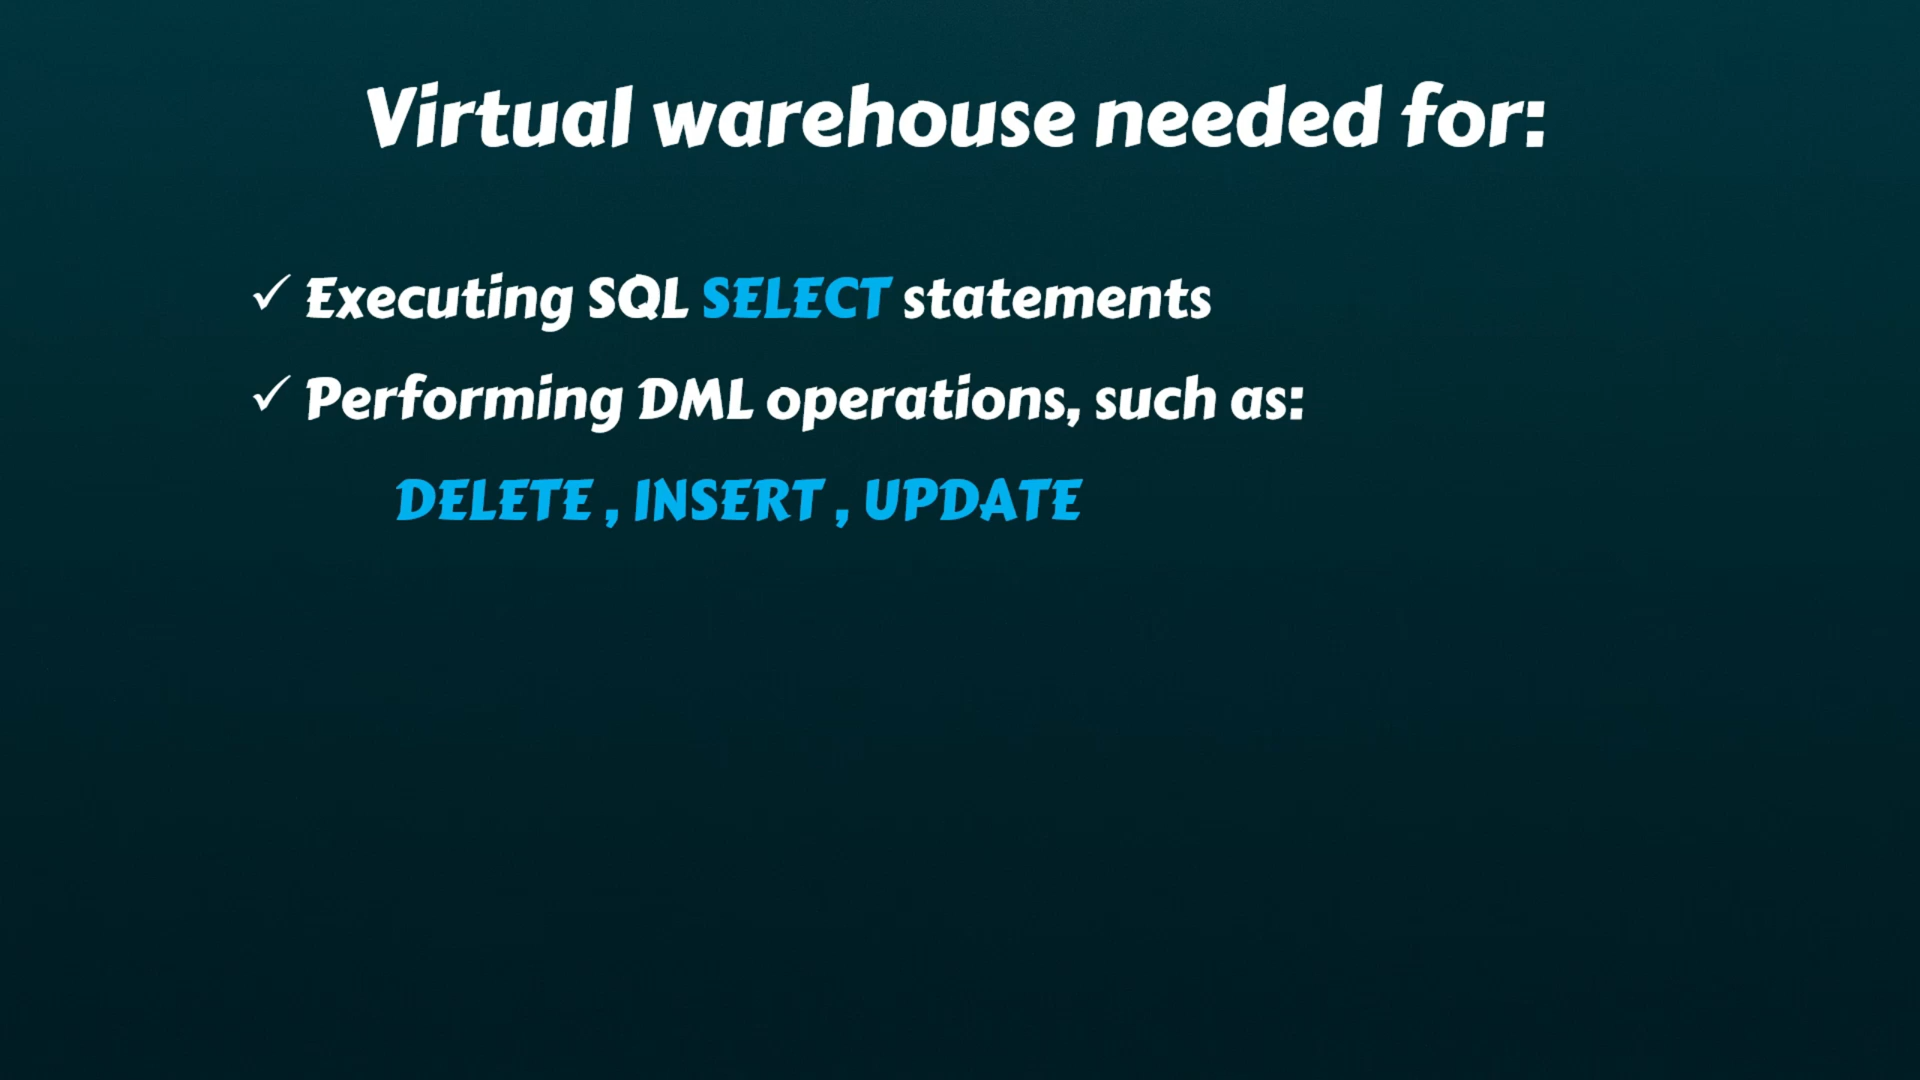 Virtual warehouse needed for:
✓ Executing SQL SELECT statements
✓ Performing DML operations, such as:
DELETE , INSERT , UPDATE